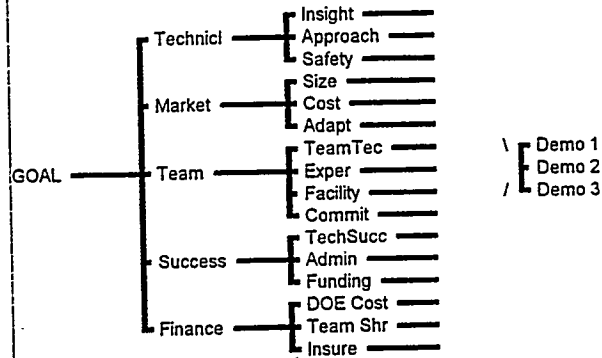 Insight
Technicl Approach
Safety
Size
Market Cost
Adapt
TeamTec \ Demo 1
GOAL Team Exper Demo 2
Facility / Demo 3
Commit
TechSucc
Success Admin
Funding
DOE Cost
Finance Team Shr
Insure